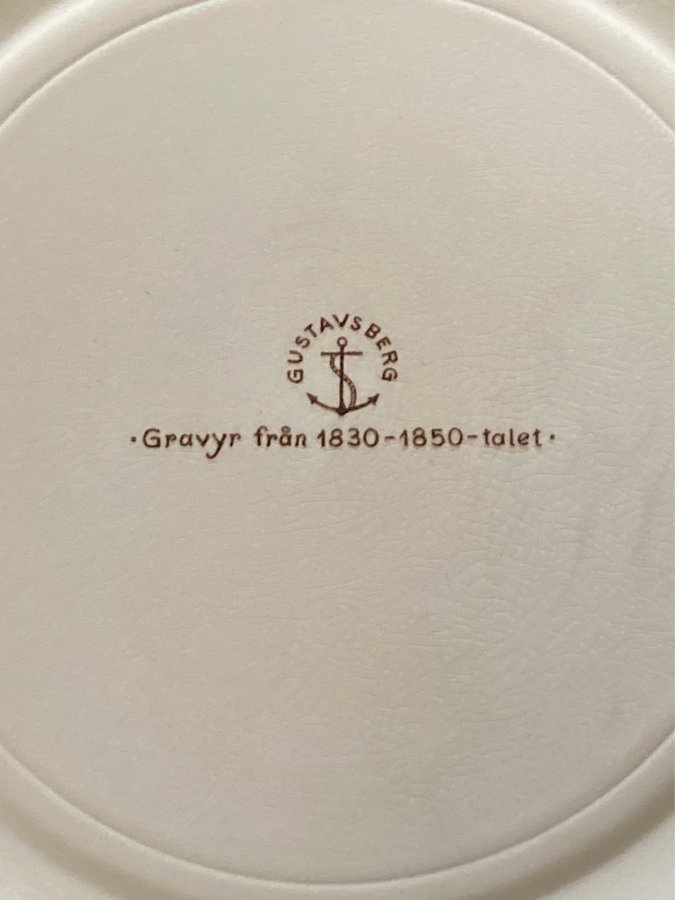 GUSTAVSBERG
·Gravyr från 1830-1850-talet·